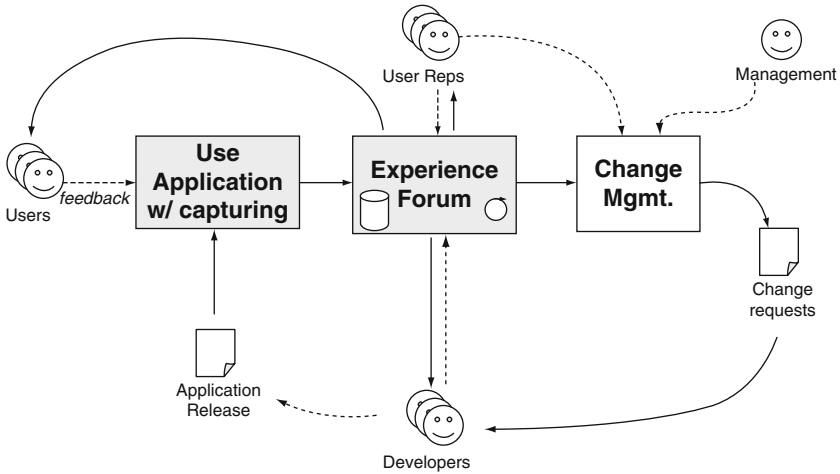 User Reps
Management
Use
Application
w/ capturing
Experience
Forum
Change
Mgmt.
feedback
Users
Change
requests
Application
Release
Developers